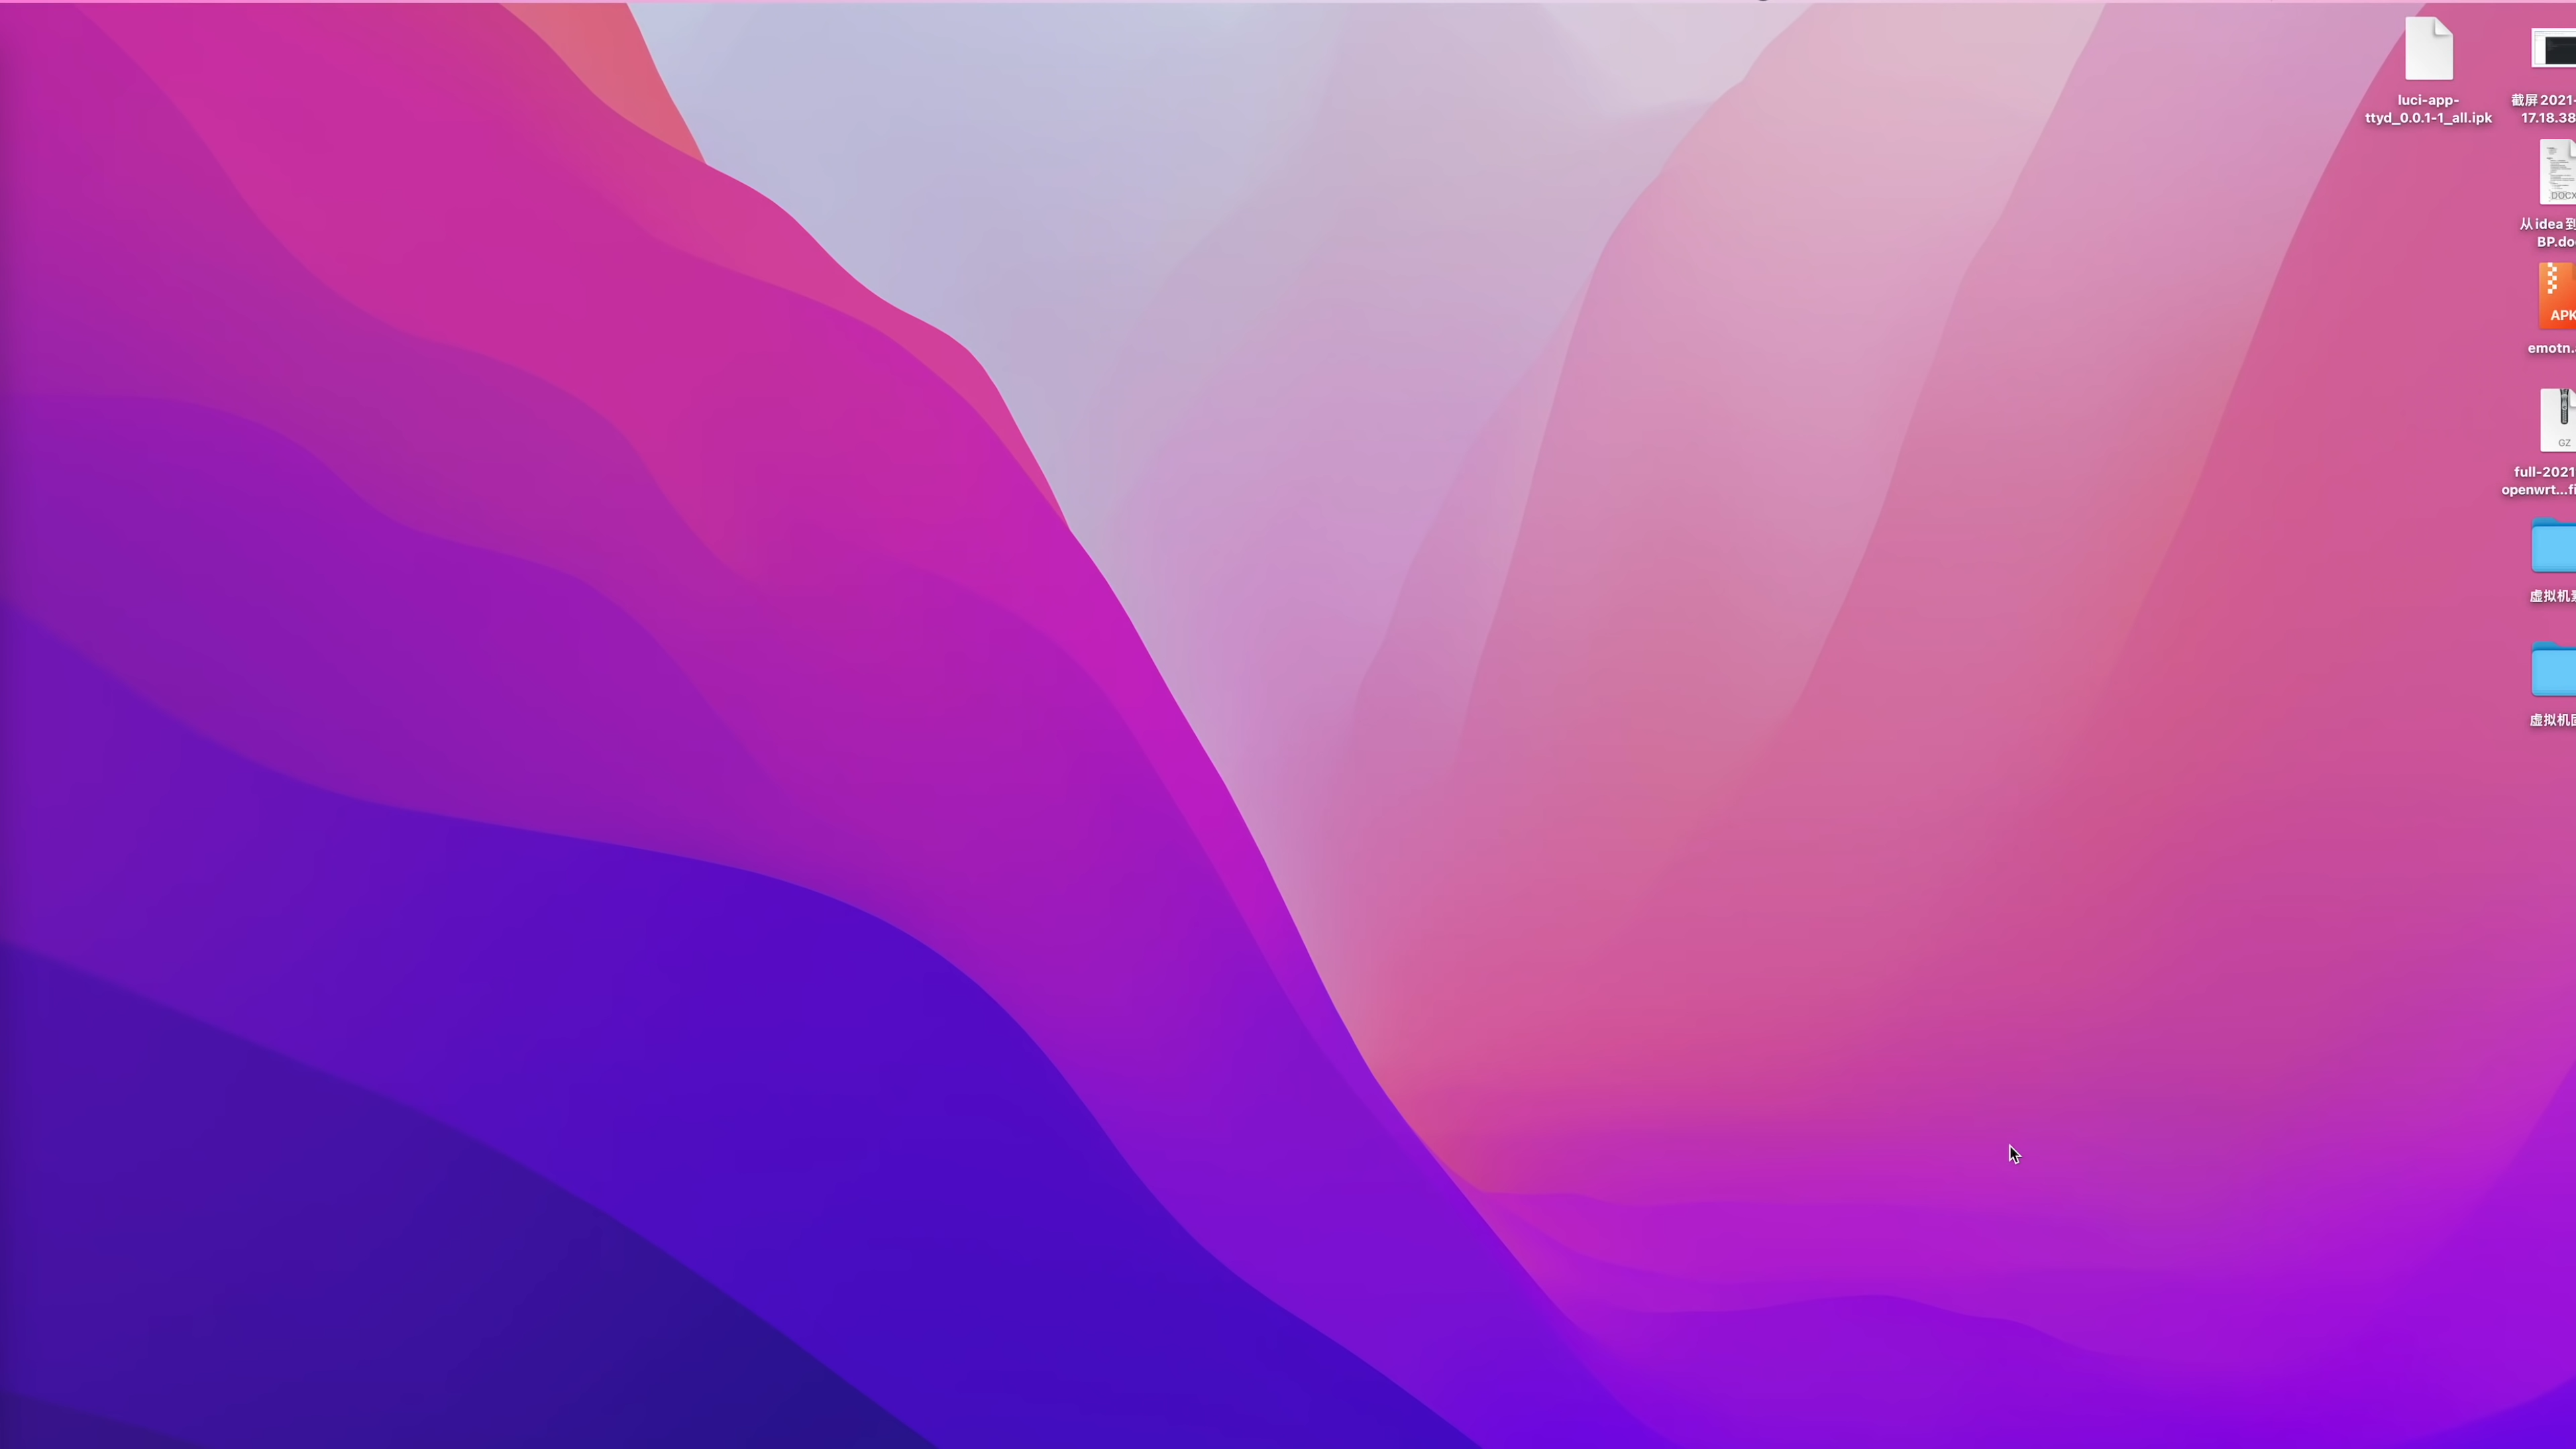 luci-app-
ttyd_0.0.1-1_all.ipk
截屏2021-
17.18.38
DOCX
从idea到
BP.do
APK
emotn.
GZ
full-2021
openwrt...fi
虚拟机
虚拟机